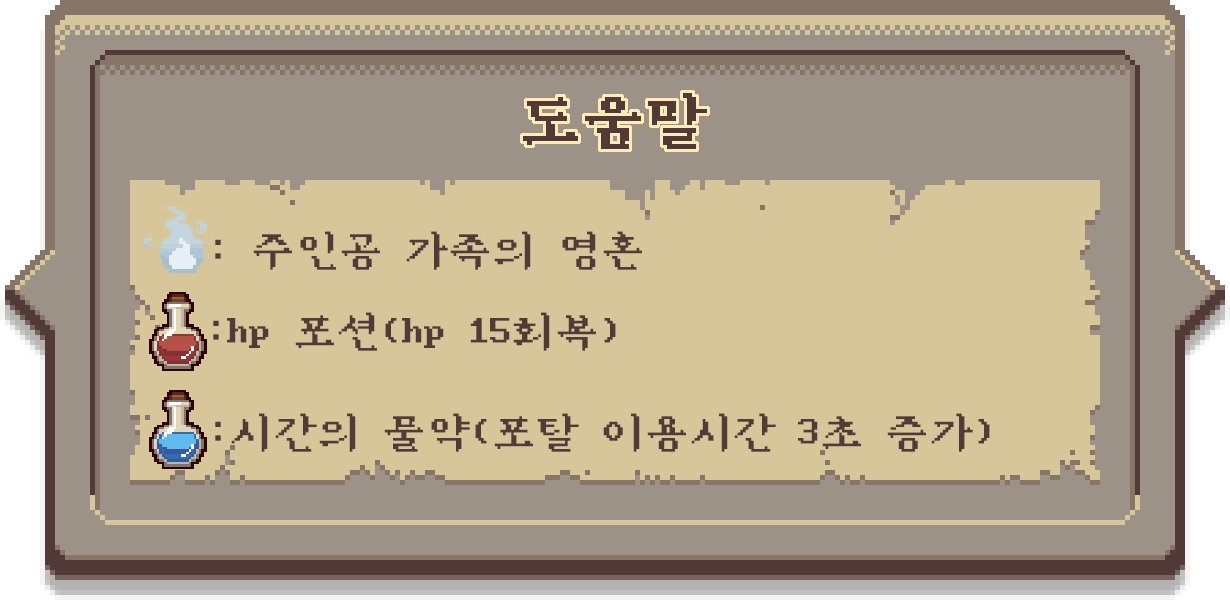 도움말
: 주인공 가족의 영혼
:hp 포션(hp 15회복)
:시간의 물약(포탈 이용시간 3초 증가)